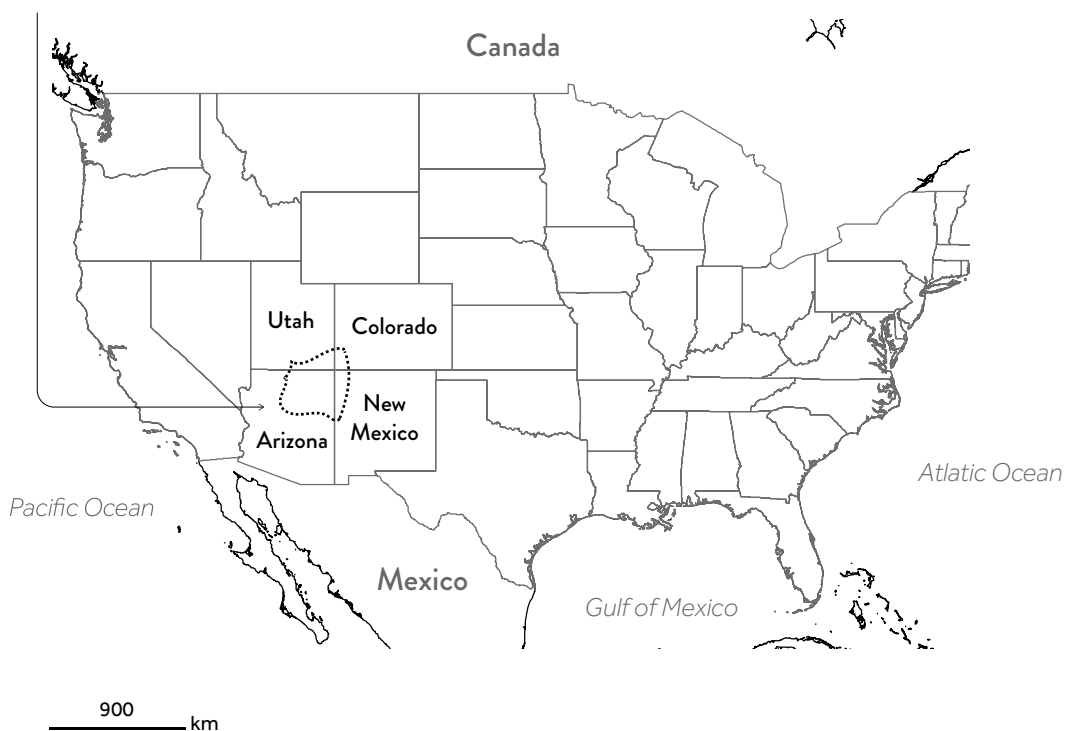 Canada
Utah
Colorado
New
Mexico
Arizona
Atlatic Ocean
Pacific Ocean
Mexico
Gulf of Mexico
900
km